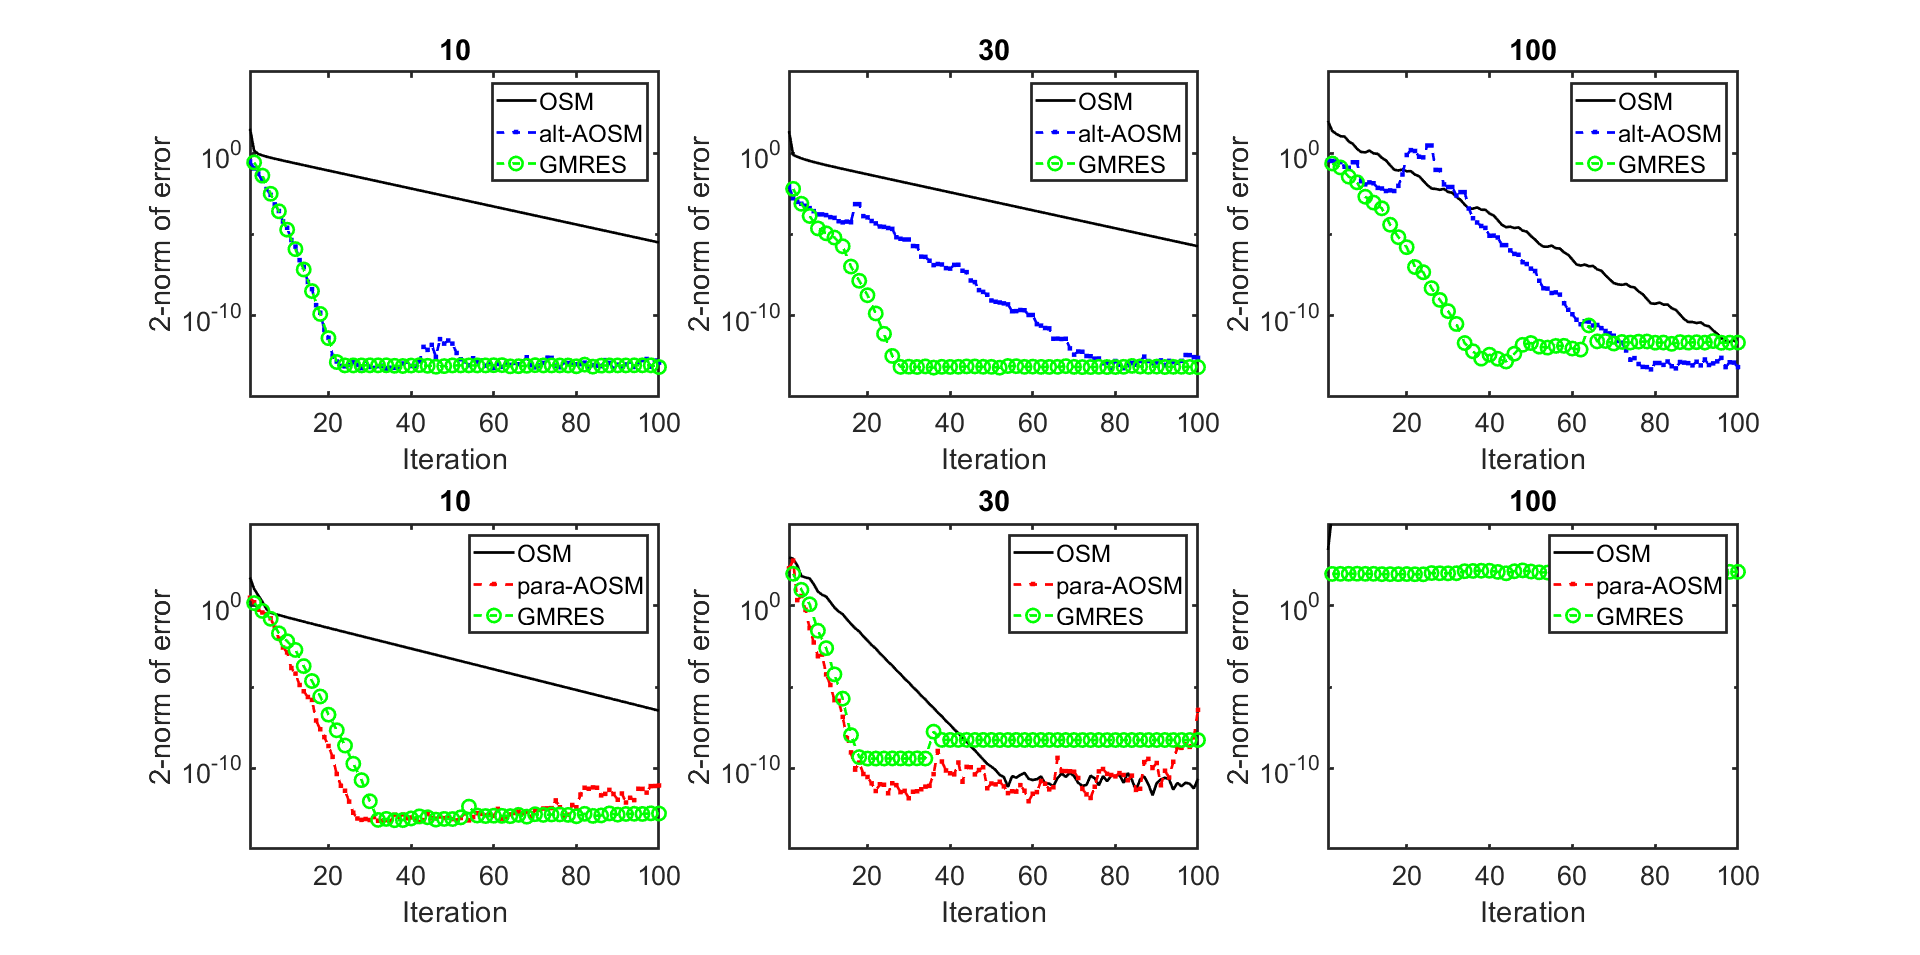 10
2-norm of error
10^0
10^-10
OSM
alt-AOSM
GMRES
20 40 60 80 100
Iteration
30
2-norm of error
10^0
10^-10
OSM
alt-AOSM
GMRES
20 40 60 80 100
Iteration
100
2-norm of error
10^0
10^-10
OSM
alt-AOSM
GMRES
20 40 60 80 100
Iteration
10
2-norm of error
10^0
10^-10
OSM
para-AOSM
GMRES
20 40 60 80 100
Iteration
30
2-norm of error
10^0
10^-10
OSM
para-AOSM
GMRES
20 40 60 80 100
Iteration
100
2-norm of error
10^0
10^-10
OSM
para-AOSM
GMRES
20 40 60 80 100
Iteration